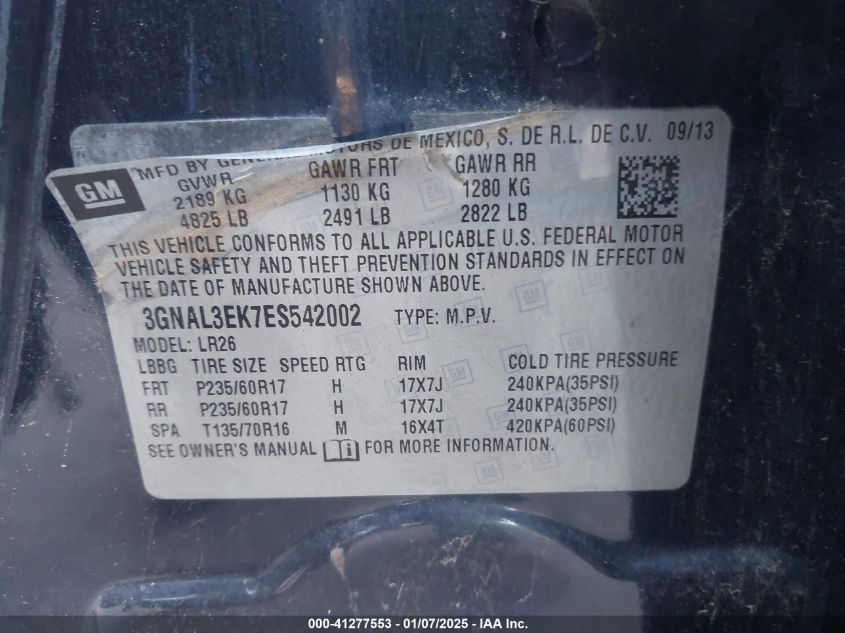 MFD BY GENERAL MOTORS DE MEXICO, S. DE R.L. DE C.V. 09/13
GM
GVWR GAWR FRT GAWR RR
2189 KG 1130 KG 1280 KG
4825 LB 2491 LB 2822 LB
THIS VEHICLE CONFORMS TO ALL APPLICABLE U.S. FEDERAL MOTOR
VEHICLE SAFETY AND THEFT PREVENTION STANDARDS IN EFFECT ON
THE DATE OF MANUFACTURE SHOWN ABOVE.
3GNAL3EK7ES542002 TYPE: M.P.V.
MODEL: LR26
LBBG TIRE SIZE SPEED RTG RIM COLD TIRE PRESSURE
FRT P235/60R17 H 17X7J 240KPA(35PSI)
RR P235/60R17 H 17X7J 240KPA(35PSI)
SPA T135/70R16 M 16X4T 420KPA(60PSI)
SEE OWNER'S MANUAL FOR MORE INFORMATION.
000-41277553 - 01/07/2025 - IAA, Inc.